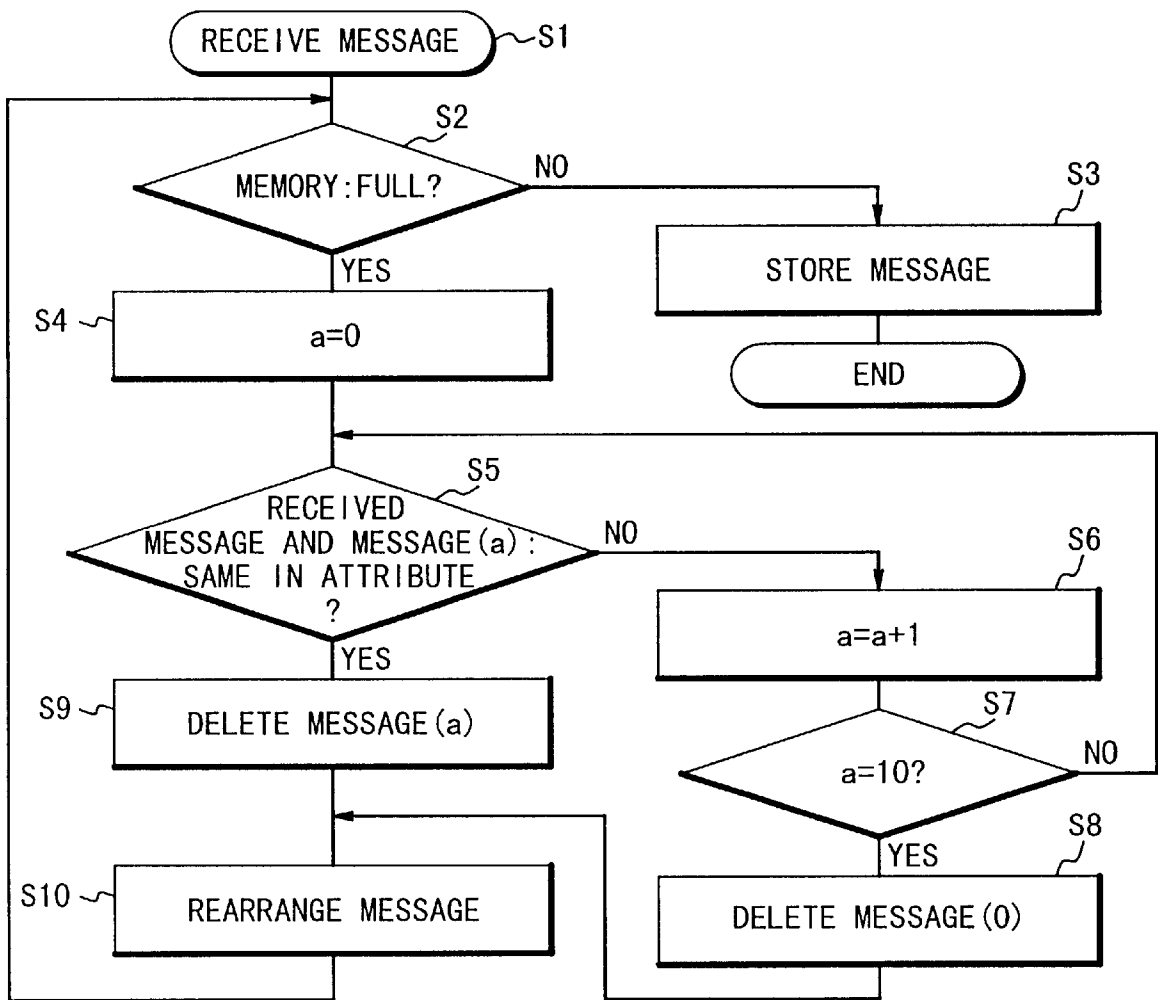 RECEIVE MESSAGE
S1
S2
MEMORY:FULL?
NO
YES
S3
STORE MESSAGE
END
S4
a=0
S5
RECEIVED
MESSAGE AND MESSAGE(a):
SAME IN ATTRIBUTE
?
NO
YES
S6
a=a+1
S7
a=10?
NO
YES
S8
DELETE MESSAGE(0)
S9
DELETE MESSAGE(a)
S10
REARRANGE MESSAGE